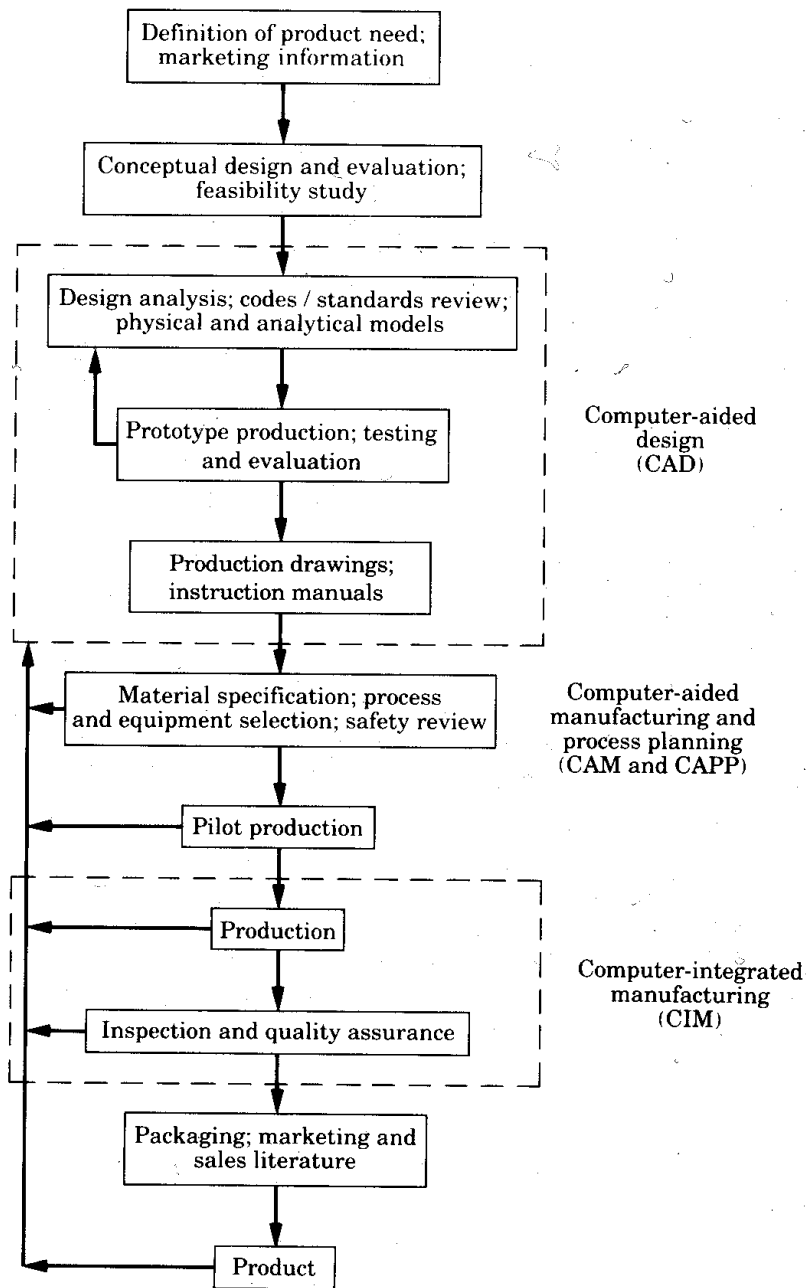 Definition of product need;
marketing information
Conceptual design and evaluation;
feasibility study
Design analysis; codes / standards review;
physical and analytical models
Computer-aided
design
(CAD)
Prototype production; testing
and evaluation
Production drawings;
instruction manuals
Material specification; process
and equipment selection; safety review
Computer-aided
manufacturing and
process planning
(CAM and CAPP)
Pilot production
Production
Computer-integrated
manufacturing
(CIM)
Inspection and quality assurance
Packaging; marketing and
sales literature
Product